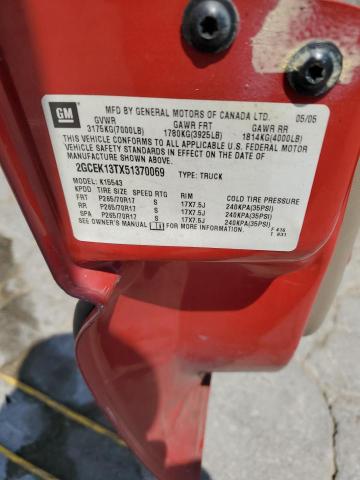 GM
MFD BY GENERAL MOTORS OF CANADA LTD. 05/05
GVWR GAWR FRT GAWR RR
3175KG(7000LB) 1780KG(3925LB) 1814KG(4000LB)
THIS VEHICLE CONFORMS TO ALL APPLICABLE U.S. FEDERAL MOTOR
VEHICLE SAFETY STANDARDS IN EFFECT ON THE DATE
OF MANUFACTURE SHOWN ABOVE.
2GCEK13TX51370069 TYPE: TRUCK
MODEL: K15543
KPDD TIRE SIZE SPEED RTG RIM COLD TIRE PRESSURE
FRT P265/70R17 S 17X7.5J 240KPA(35PSI)
RR P265/70R17 S 17X7.5J 240KPA(35PSI)
SPA P265/70R17 S 17X7.5J 240KPA(35PSI)
SEE OWNER'S MANUAL FOR MORE INFORMATION. F 416
T 831